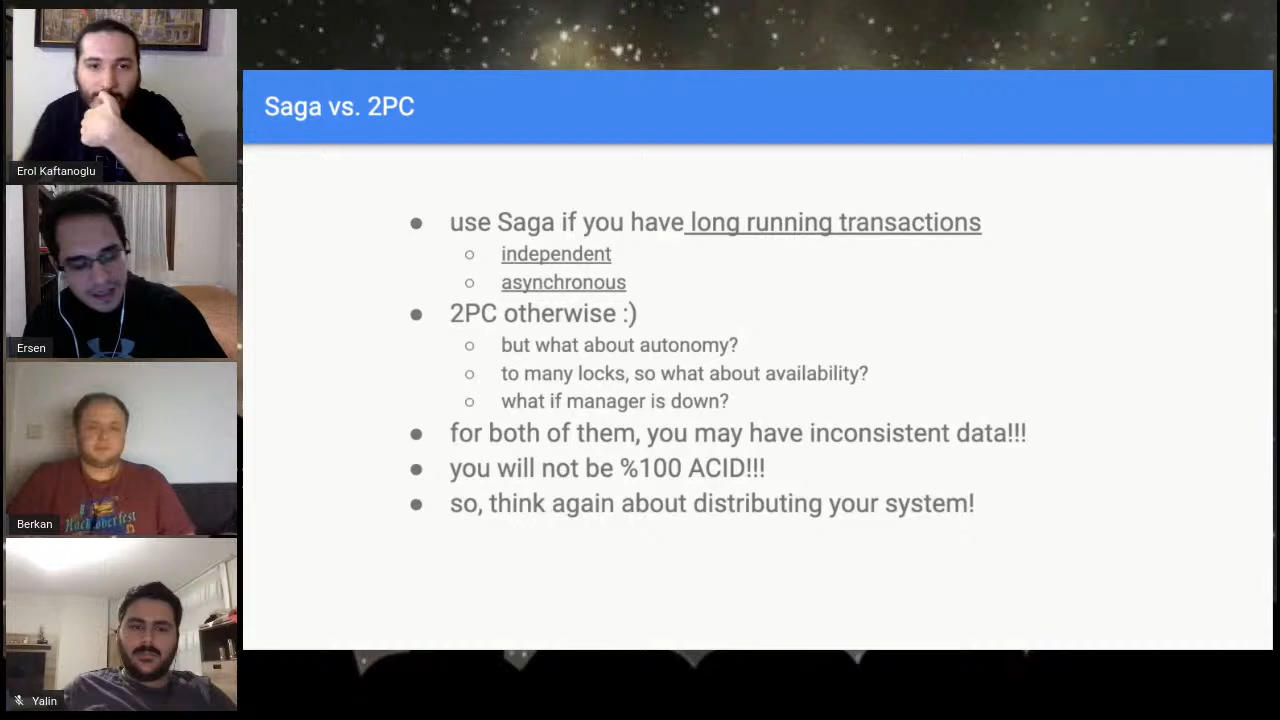 Erol Kaftanoglu
Ersen
Hacktoberfest
Berkan
Yalin
Saga vs. 2PC
use Saga if you have long running transactions
independent
asynchronous
2PC otherwise :)
but what about autonomy?
to many locks, so what about availability?
what if manager is down?
for both of them, you may have inconsistent data!!!
you will not be %100 ACID!!!
so, think again about distributing your system!